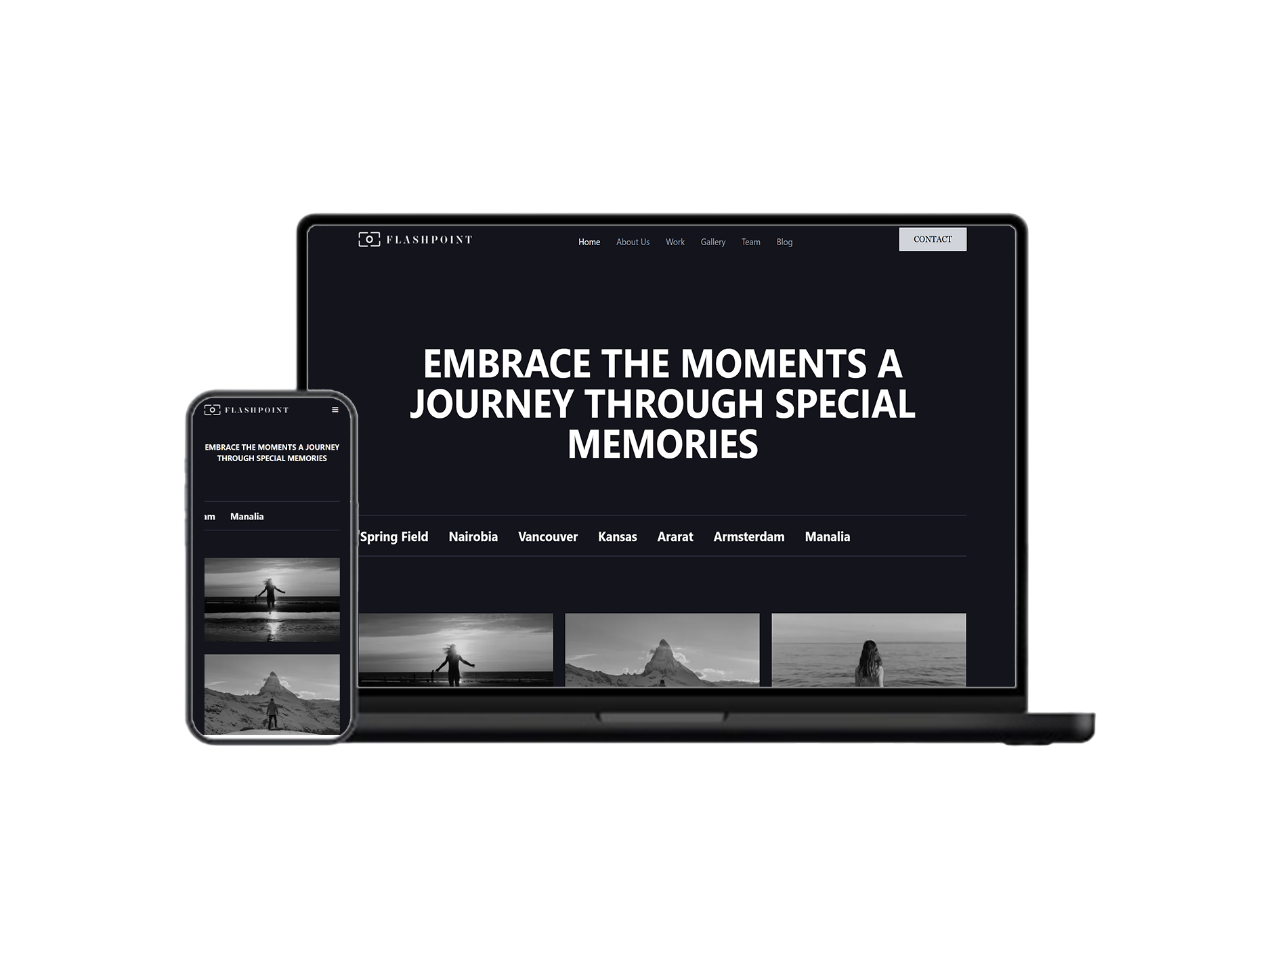 FLASHPOINT
Home About Us Work Gallery Team Blog
CONTACT
EMBRACE THE MOMENTS A
JOURNEY THROUGH SPECIAL
MEMORIES
Spring Field Nairobia Vancouver Kansas Ararat Armsterdam Manalia
FLASHPOINT
EMBRACE THE MOMENTS A JOURNEY
THROUGH SPECIAL MEMORIES
am Manalia